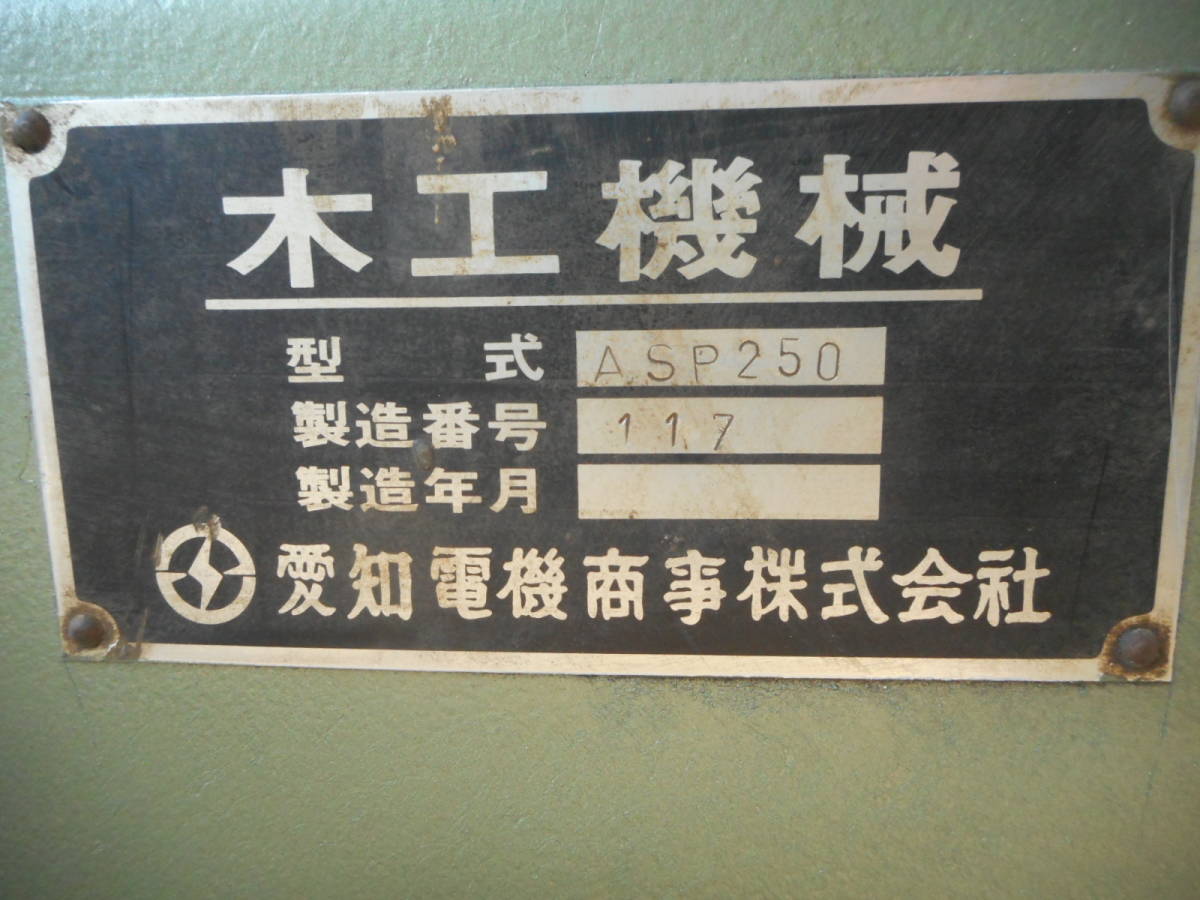 木工機械
型式 ASP250
製造番号 117
製造年月
愛知電機商事株式会社